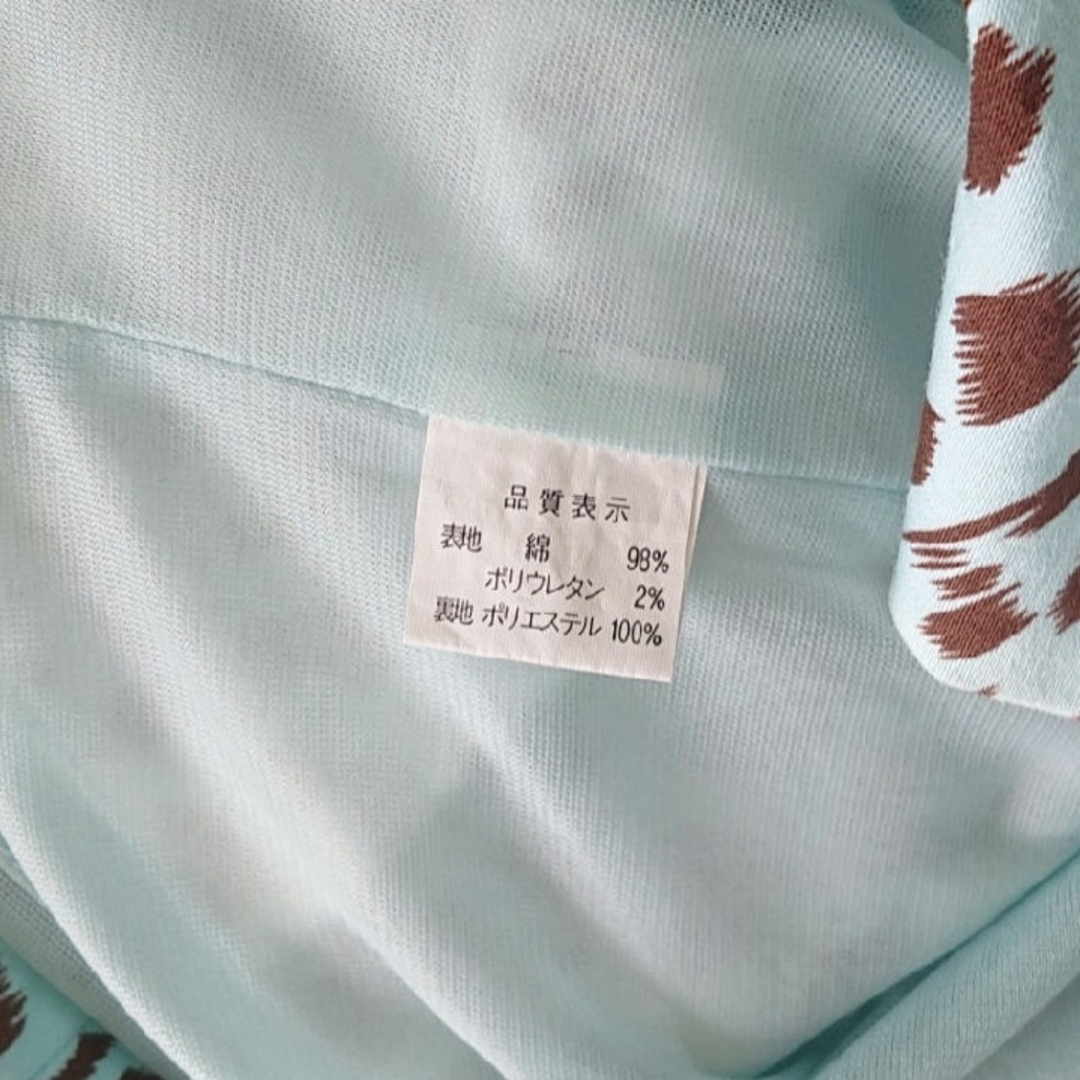 品質表示
表地 綿 98%
ポリウレタン 2%
裏地 ポリエステル 100%